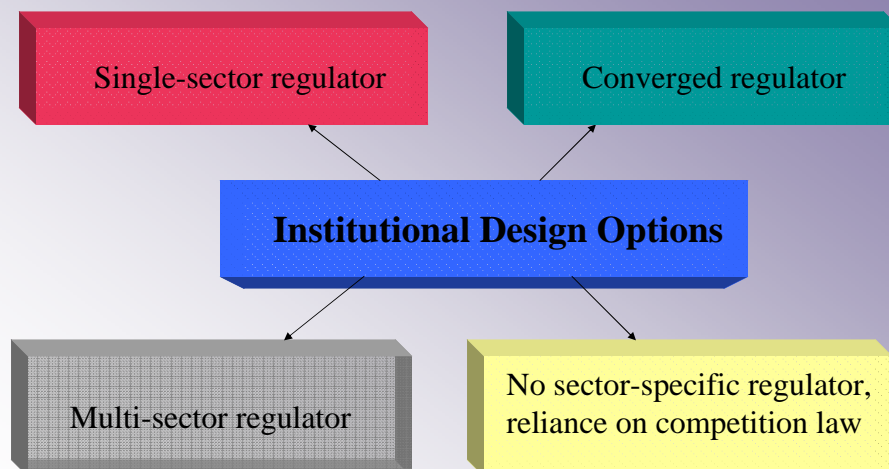 Single-sector regulator
Converged regulator
Institutional Design Options
Multi-sector regulator
No sector-specific regulator,
reliance on competition law